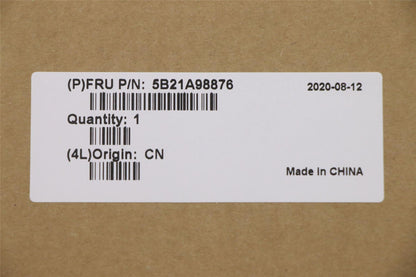 (P)FRU P/N: 5B21A98876
2020-08-12
Quantity: 1
(4L)Origin: CN
Made in CHINA